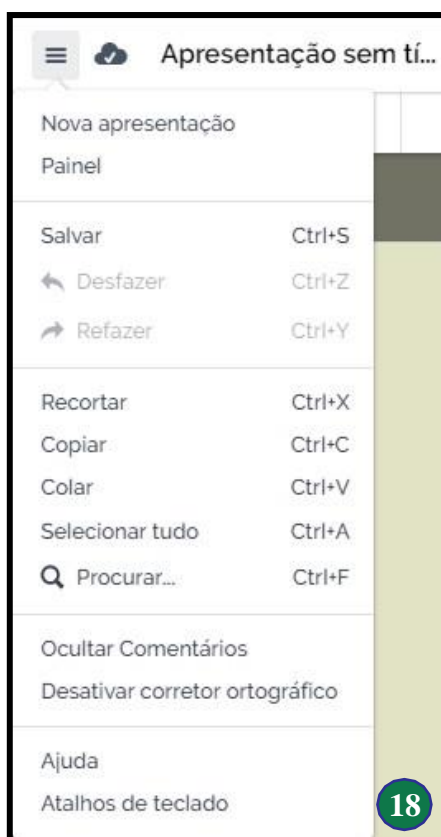 Apresentação sem tí...
Nova apresentação
Painel
Salvar Ctrl+S
Desfazer Ctrl+Z
Refazer Ctrl+Y
Recortar Ctrl+X
Copiar Ctrl+C
Colar Ctrl+V
Selecionar tudo Ctrl+A
Procurar... Ctrl+F
Ocultar Comentários
Desativar corretor ortográfico
Ajuda
Atalhos de teclado
18